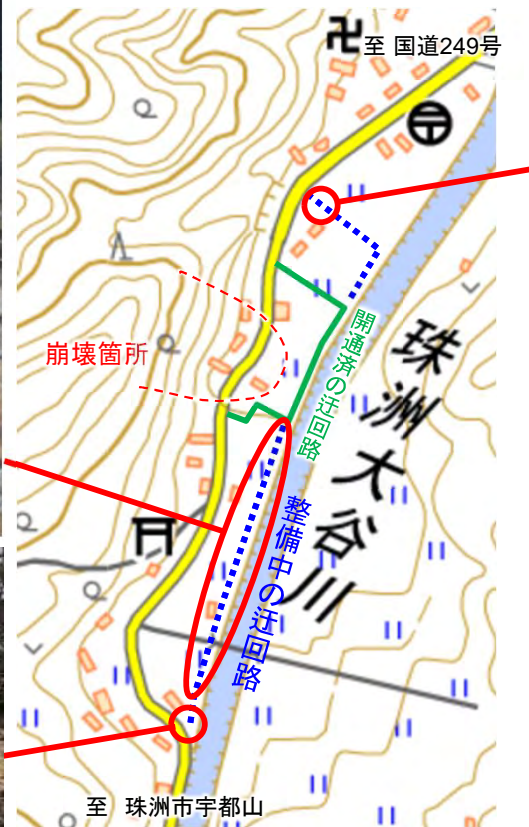 至 国道249号
崩壊箇所
開通済の迂回路
珠洲大谷川
整備中の迂回路
至 珠洲市宇都山